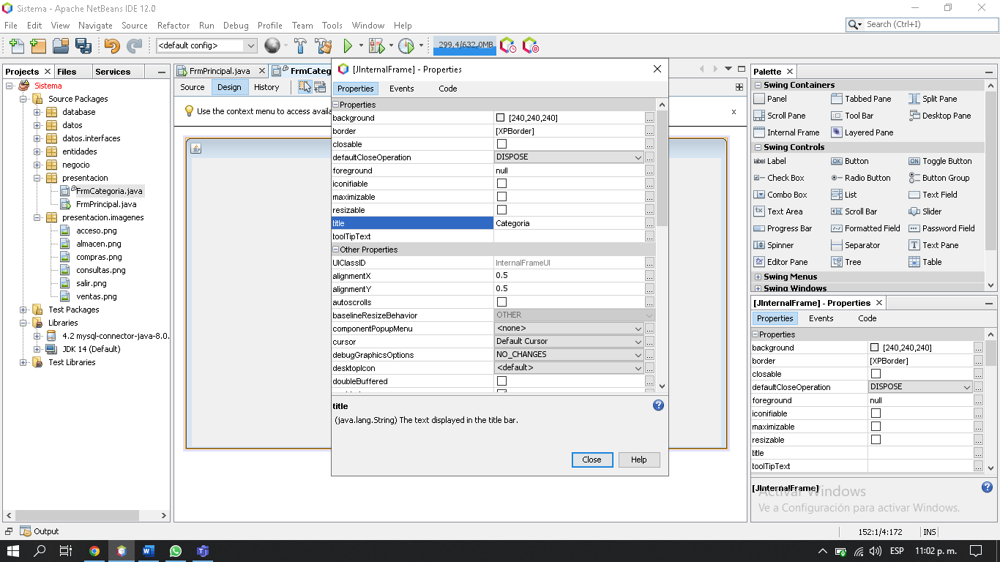 Sistema - Apache NetBeans IDE 12.0
File Edit View Navigate Source Refactor Run Debug Profile Team Tools Window Help
Search (Ctrl+I)
<default config>
299,4/632,0MB
Projects Files Services
Sistema
Source Packages
database
datos
datos.interfaces
entidades
negocio
presentacion
FrmCategoria.java
FrmPrincipal.java
presentacion.imagenes
acceso.png
almacen.png
compras.png
consultas.png
salir.png
ventas.png
Test Packages
Libraries
4.2 mysql-connector-java-8.0.
JDK 14 (Default)
Test Libraries
FrmPrincipal.java FrmCateg
Source Design History
Use the context menu to access availa
x
[JInternalFrame] - Properties
Properties Events Code
Properties
background [240,240,240] ...
border [XPBorder] ...
closable ...
defaultCloseOperation DISPOSE ...
foreground null ...
iconifiable ...
maximizable ...
resizable ...
title Categoria ...
toolTipText ...
Other Properties
UIClassID InternalFrameUI ...
alignmentX 0.5 ...
alignmentY 0.5 ...
autoscrolls ...
baselineResizeBehavior OTHER
componentPopupMenu <none> ...
cursor Default Cursor ...
debugGraphicsOptions NO_CHANGES ...
desktopIcon <default> ...
doubleBuffered ...
title
(java.lang.String) The text displayed in the title bar.
Close Help
Palette
Swing Containers
Panel Tabbed Pane Split Pane
Scroll Pane Tool Bar Desktop Pane
Internal Frame Layered Pane
Swing Controls
label Label OK Button ON Toggle Button
Check Box Radio Button Button Group
Combo Box List Text Field
Text Area Scroll Bar Slider
Progress Bar Formatted Field Password Field
Spinner Separator Text Pane
Editor Pane Tree Table
Swing Menus
Swing Windows
[JInternalFrame] - Properties
Properties Events Code
Properties
background [240,240,240] ...
border [XPBorder] ...
closable ...
defaultCloseOperation DISPOSE ...
foreground null ...
iconifiable ...
maximizable ...
resizable ...
title ...
toolTipText ...
[JInternalFrame]
Activar Windows
Ve a Configuración para activar Windows.
Output
152:1/4:172 INS
ESP 11:02 p. m.